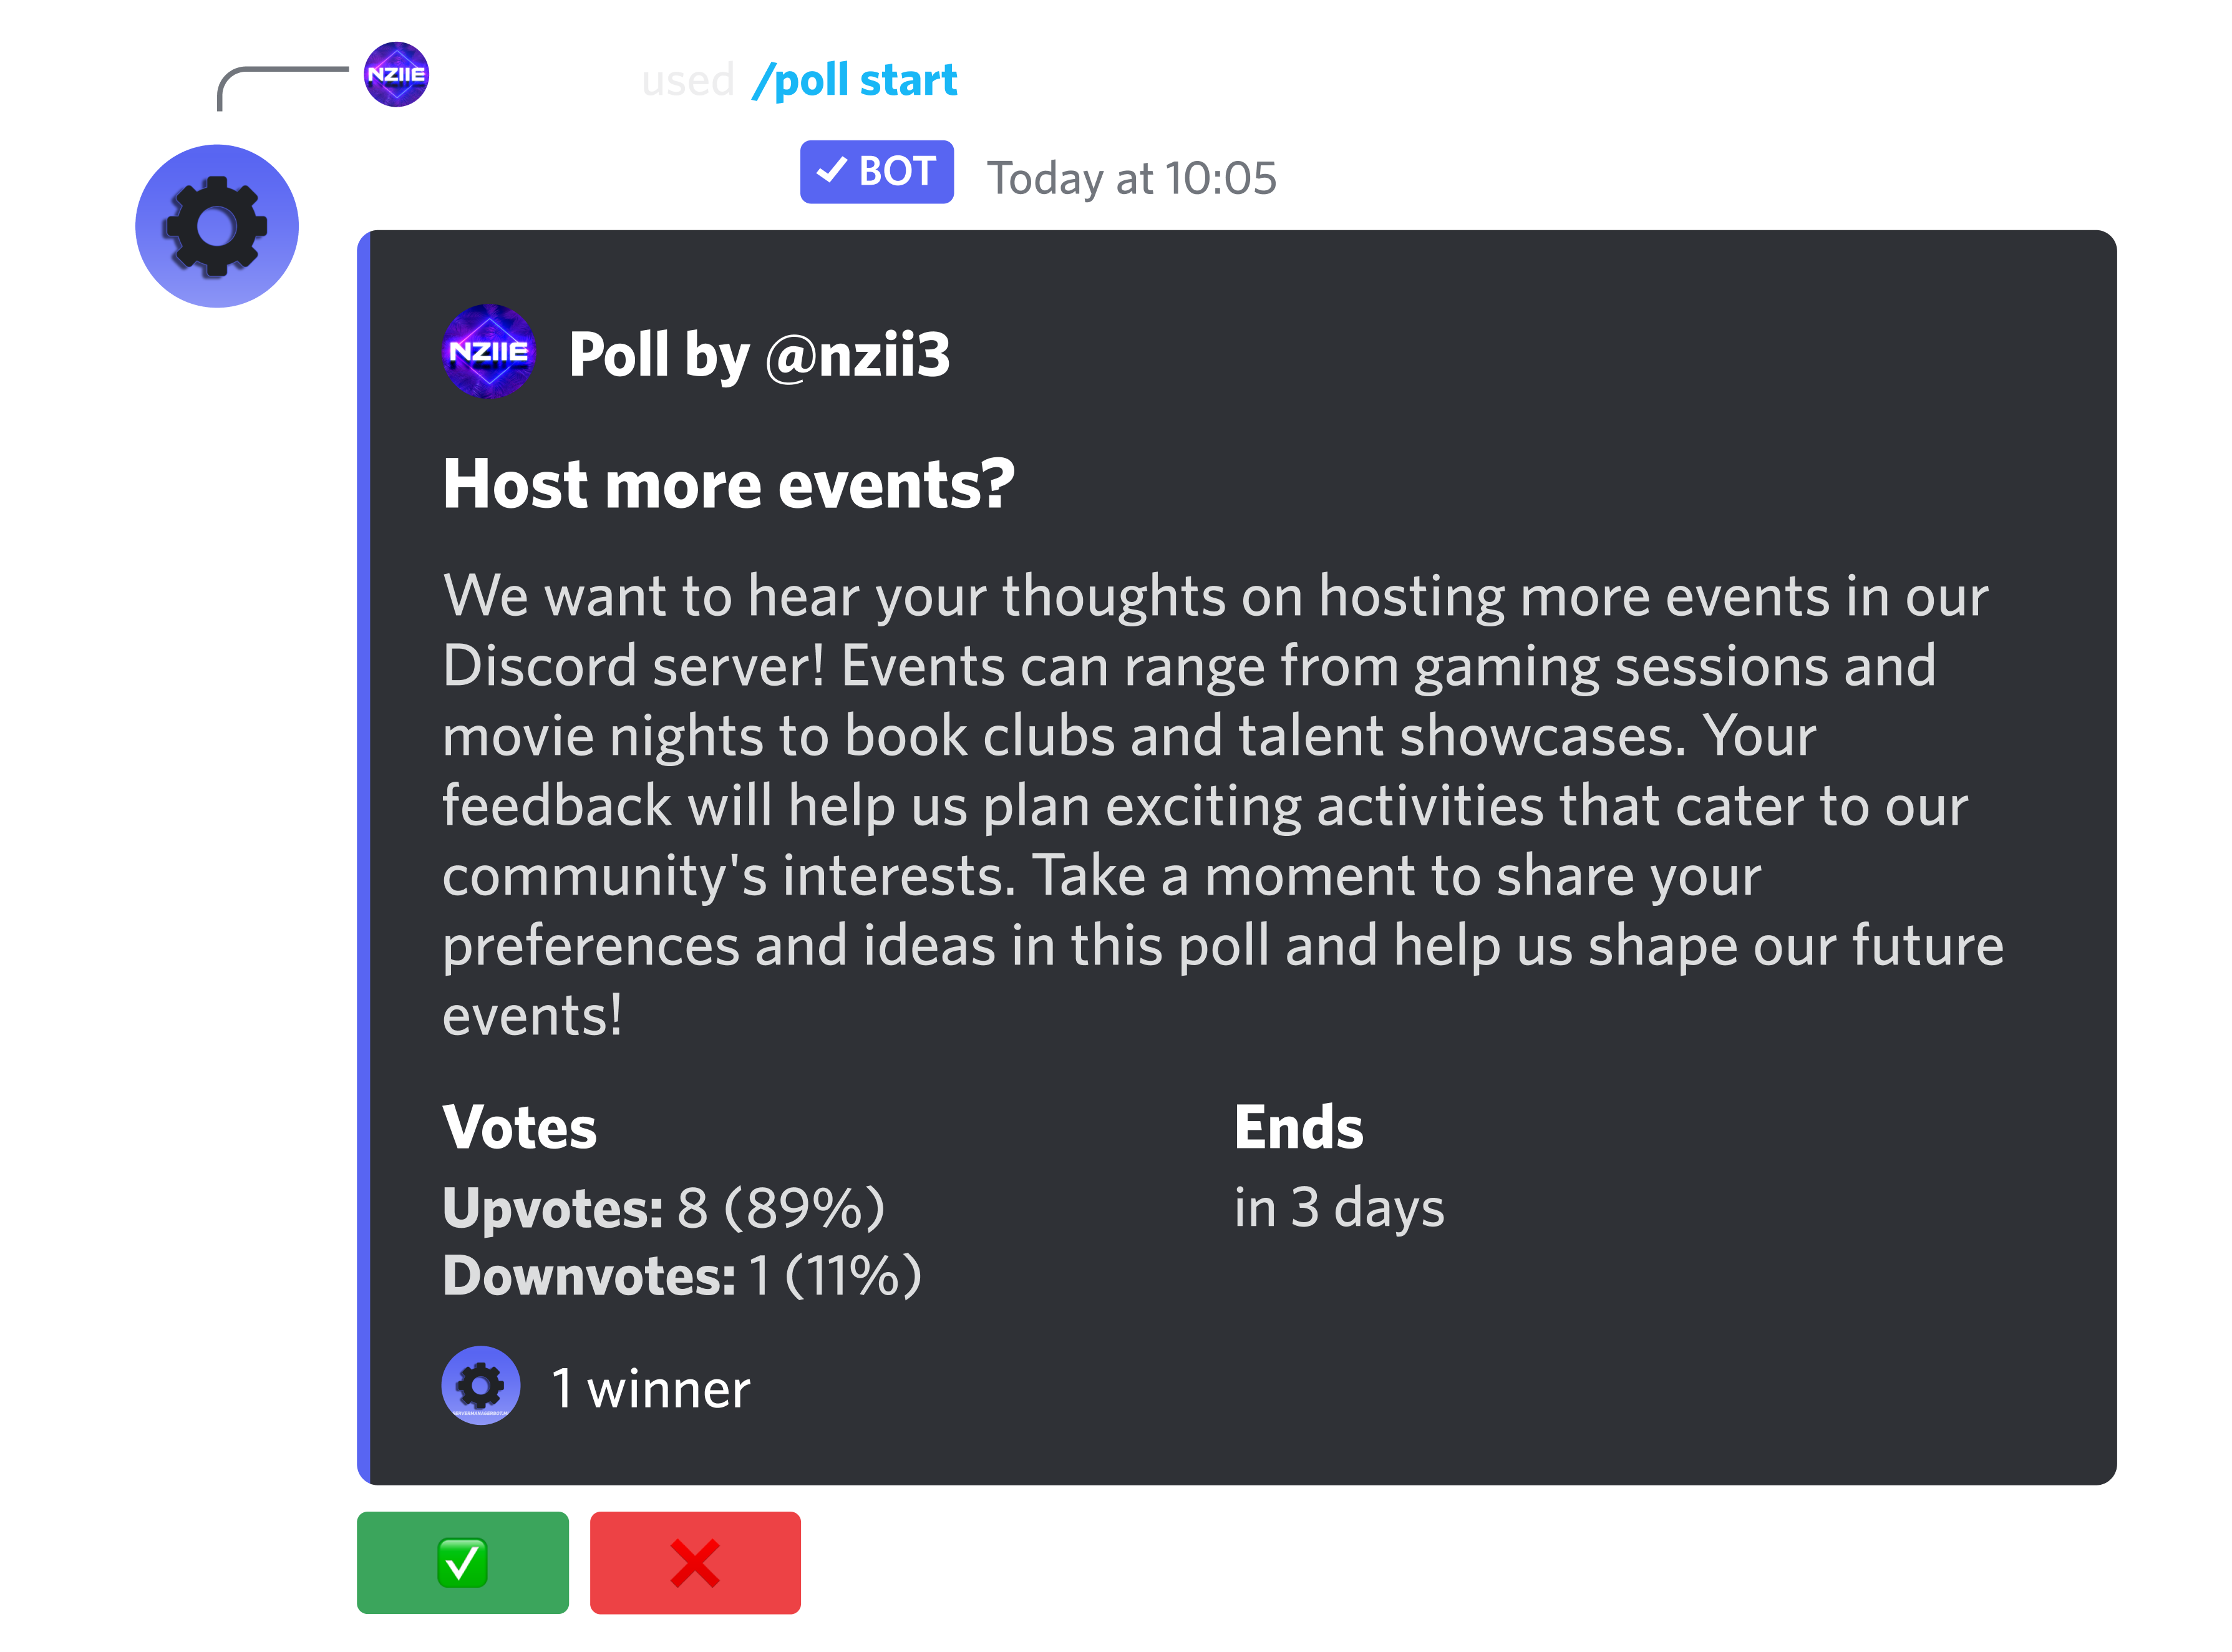 NZIIE
used /poll start
BOT Today at 10:05
NZIIE
Poll by @nzii3
Host more events?
We want to hear your thoughts on hosting more events in our
Discord server! Events can range from gaming sessions and
movie nights to book clubs and talent showcases. Your
feedback will help us plan exciting activities that cater to our
community's interests. Take a moment to share your
preferences and ideas in this poll and help us shape our future
events!
Votes
Ends
Upvotes: 8 (89%)
in 3 days
Downvotes: 1 (11%)
1 winner